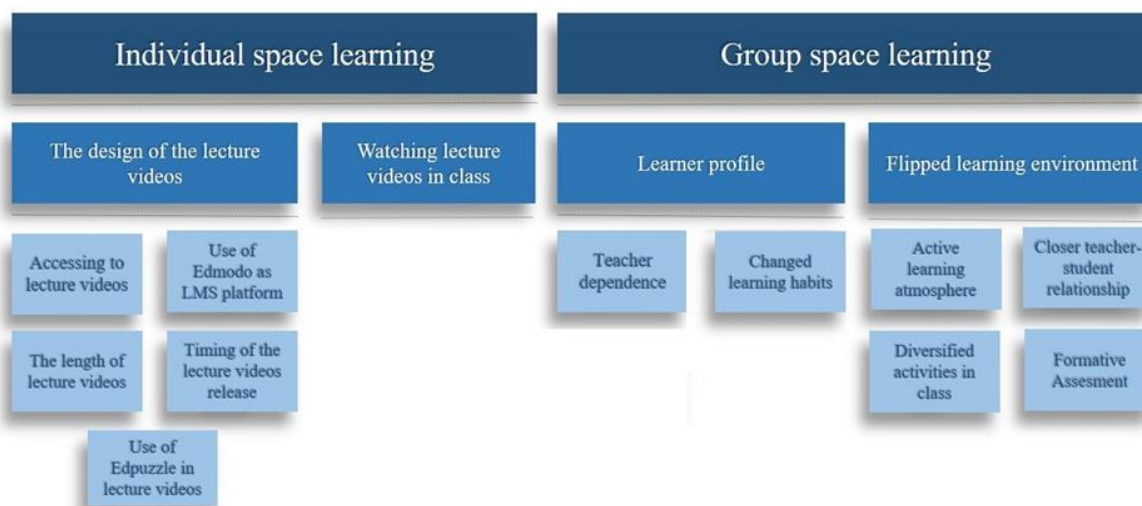 Individual space learning
Group space learning
The design of the lecture
videos
Watching lecture
videos in class
Learner profile
Flipped learning environment
Accessing to
lecture videos
Use of
Edmodo as
LMS platform
Teacher
dependence
Changed
learning habits
Active
learning
atmosphere
Closer teacher-
student
relationship
The length of
lecture videos
Timing of the
lecture videos
release
Diversified
activities in
class
Formative
Assesment
Use of
Edpuzzle in
lecture videos